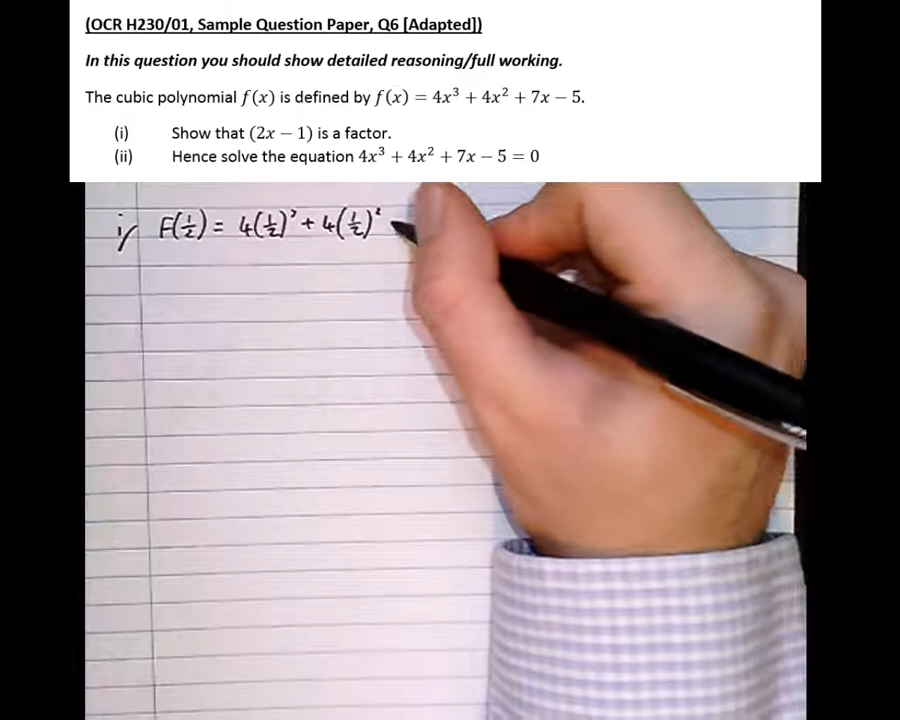 (OCR H230/01, Sample Question Paper, Q6 [Adapted])
In this question you should show detailed reasoning/full working.
The cubic polynomial f(x) is defined by f(x) = 4x³ + 4x² + 7x − 5.
(i) Show that (2x − 1) is a factor.
(ii) Hence solve the equation 4x³ + 4x² + 7x − 5 = 0
i) F(½) = 4(½)³ + 4(½)²